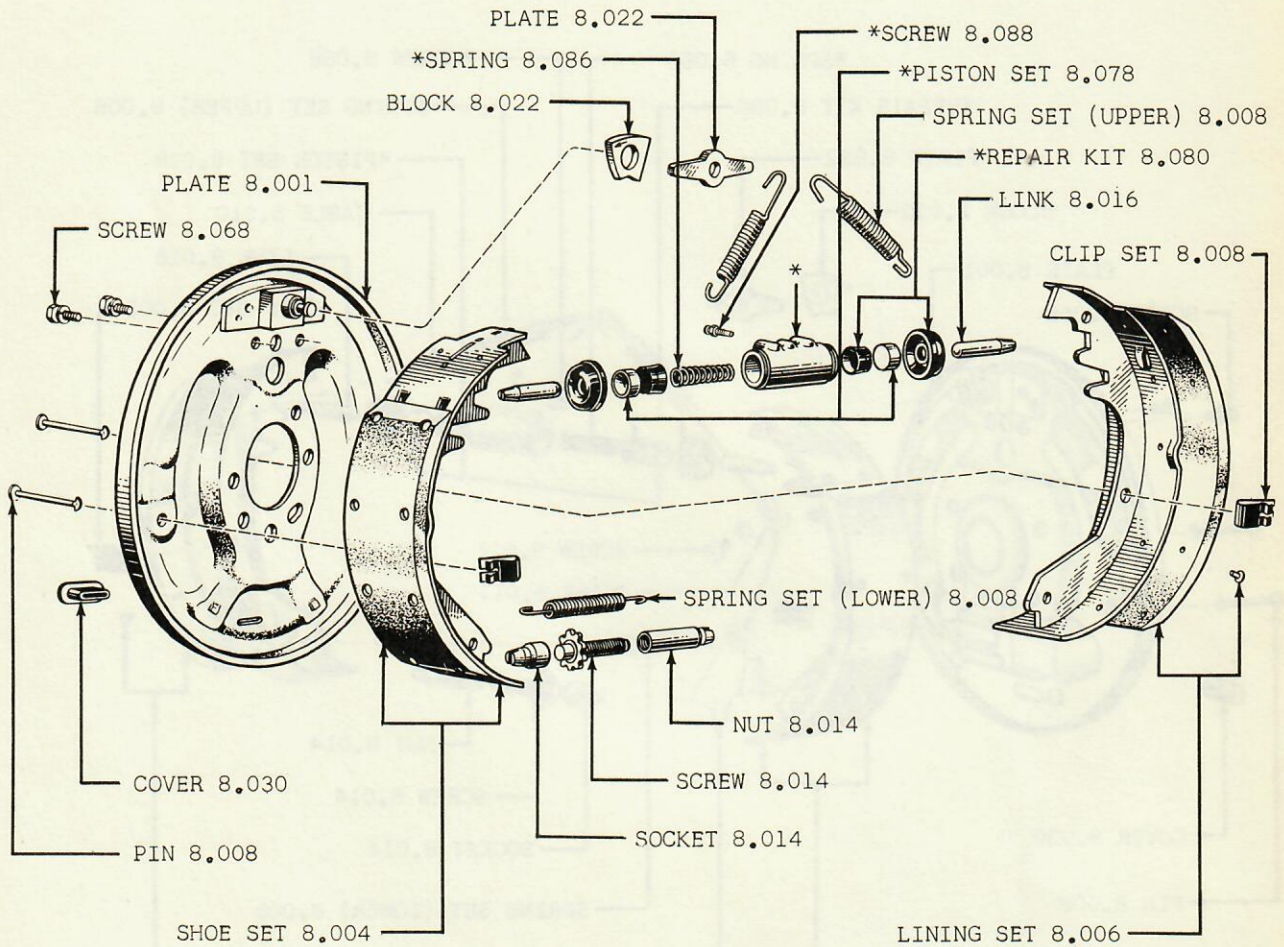 PLATE 8.022
*SCREW 8.088
*SPRING 8.086
*PISTON SET 8.078
BLOCK 8.022
SPRING SET (UPPER) 8.008
*REPAIR KIT 8.080
PLATE 8.001
LINK 8.016
SCREW 8.068
CLIP SET 8.008
*
SPRING SET (LOWER) 8.008
NUT 8.014
COVER 8.030
SCREW 8.014
SOCKET 8.014
PIN 8.008
SHOE SET 8.004
LINING SET 8.006